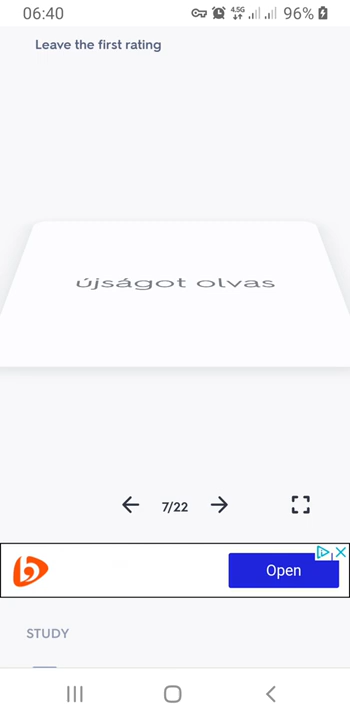 06:40
4,5G
96%
Leave the first rating
újságot olvas
7/22
Open
STUDY